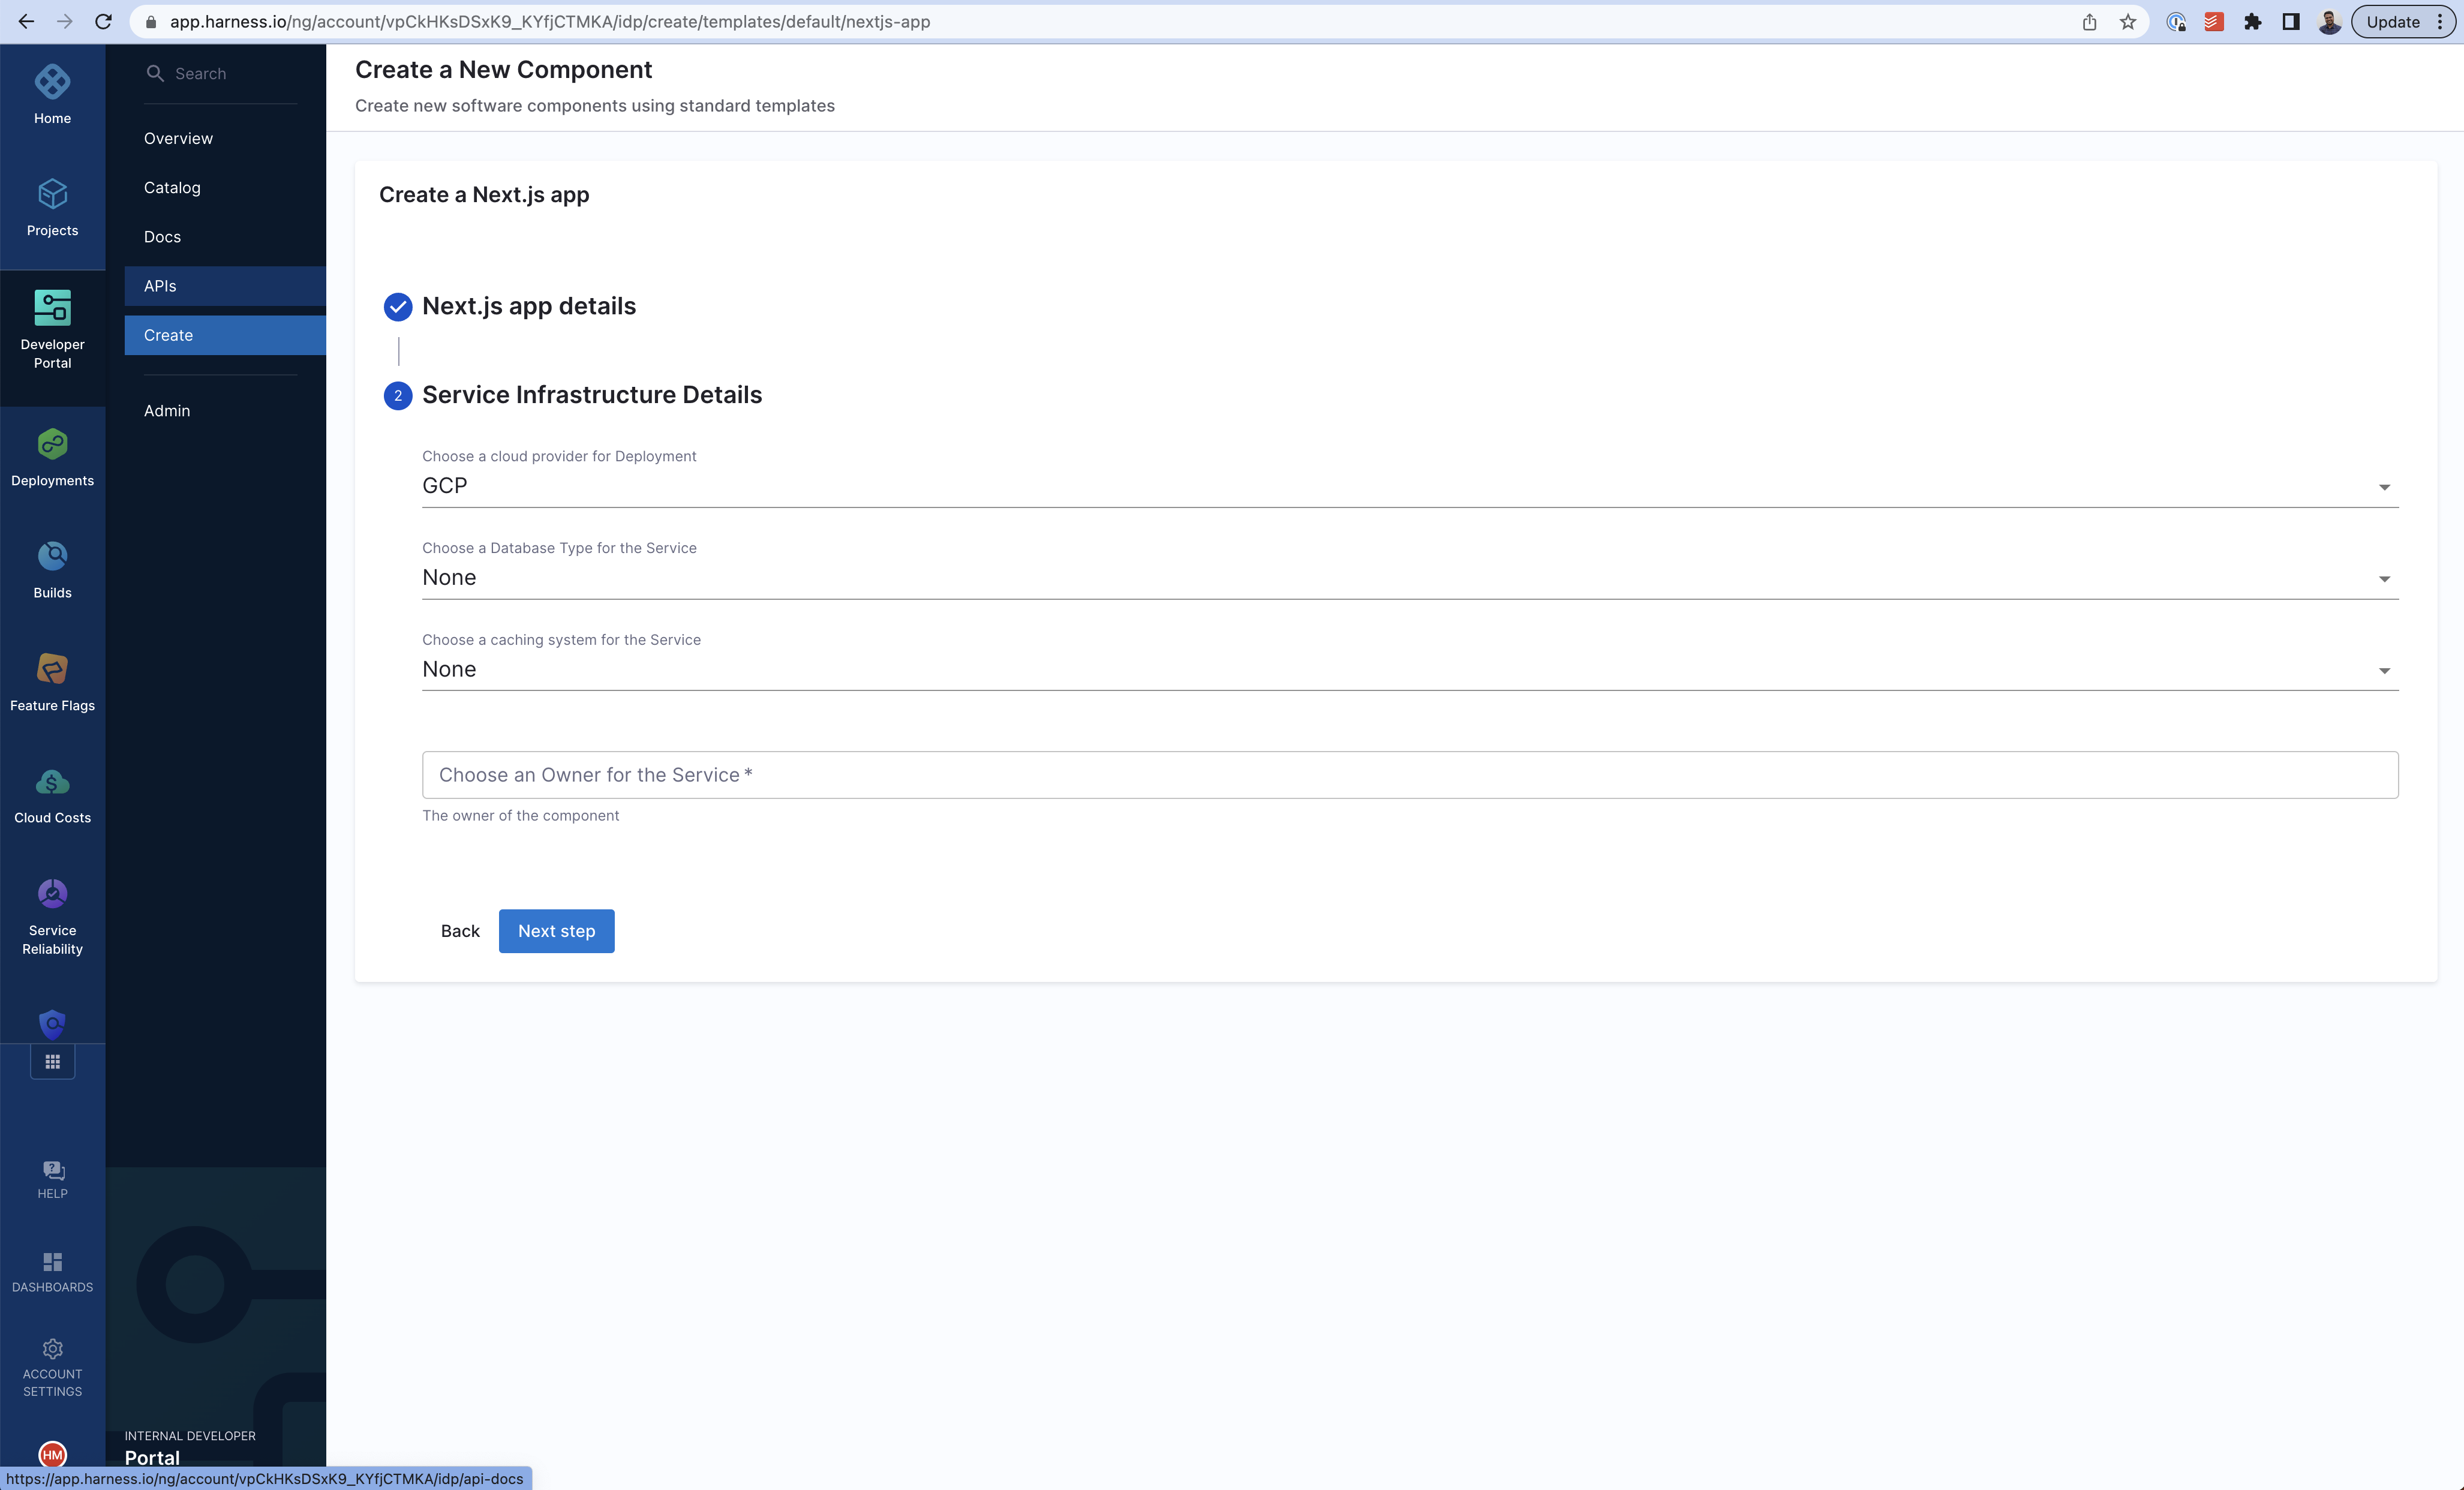 app.harness.io/ng/account/vpCkHKsDSxK9_KYfjCTMKA/idp/create/templates/default/nextjs-app
Update
Home
Projects
Developer
Portal
Deployments
Builds
Feature Flags
Cloud Costs
Service
Reliability
HELP
DASHBOARDS
ACCOUNT
SETTINGS
HM
Search
Overview
Catalog
Docs
APIs
Create
Admin
INTERNAL DEVELOPER
Portal
Create a New Component
Create new software components using standard templates
Create a Next.js app
Next.js app details
2 Service Infrastructure Details
Choose a cloud provider for Deployment
GCP
Choose a Database Type for the Service
None
Choose a caching system for the Service
None
Choose an Owner for the Service *
The owner of the component
Back Next step
https://app.harness.io/ng/account/vpCkHKsDSxK9_KYfjCTMKA/idp/api-docs